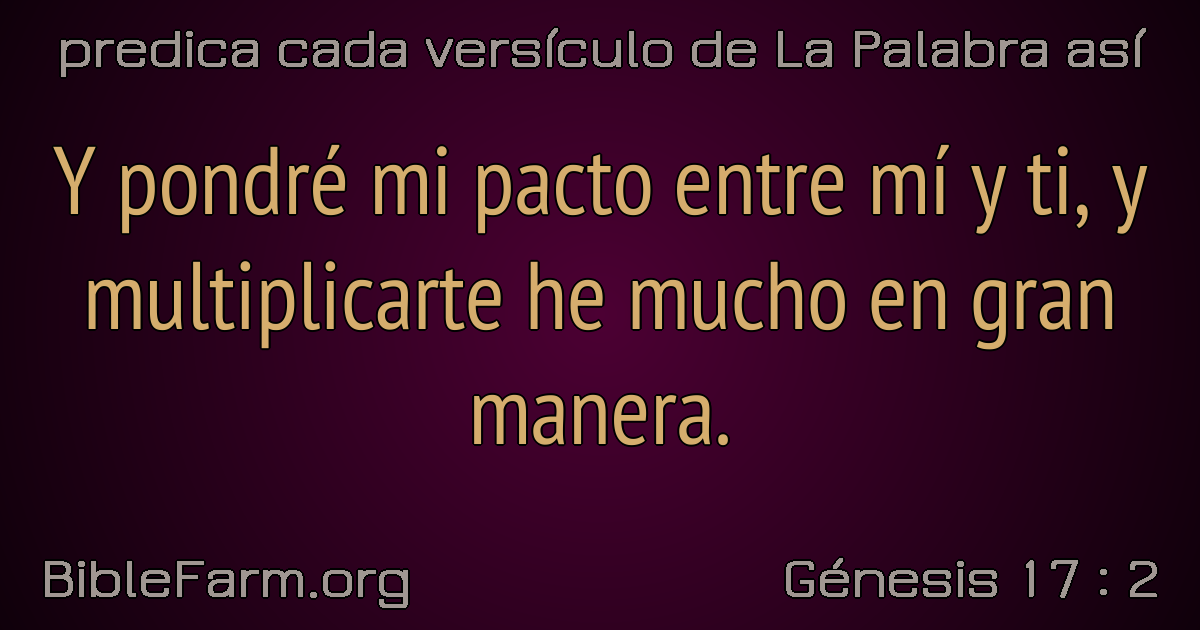 predica cada versículo de La Palabra así
Y pondré mi pacto entre mí y ti, y
multiplicarte he mucho en gran
manera.
BibleFarm.org
Génesis 17 : 2